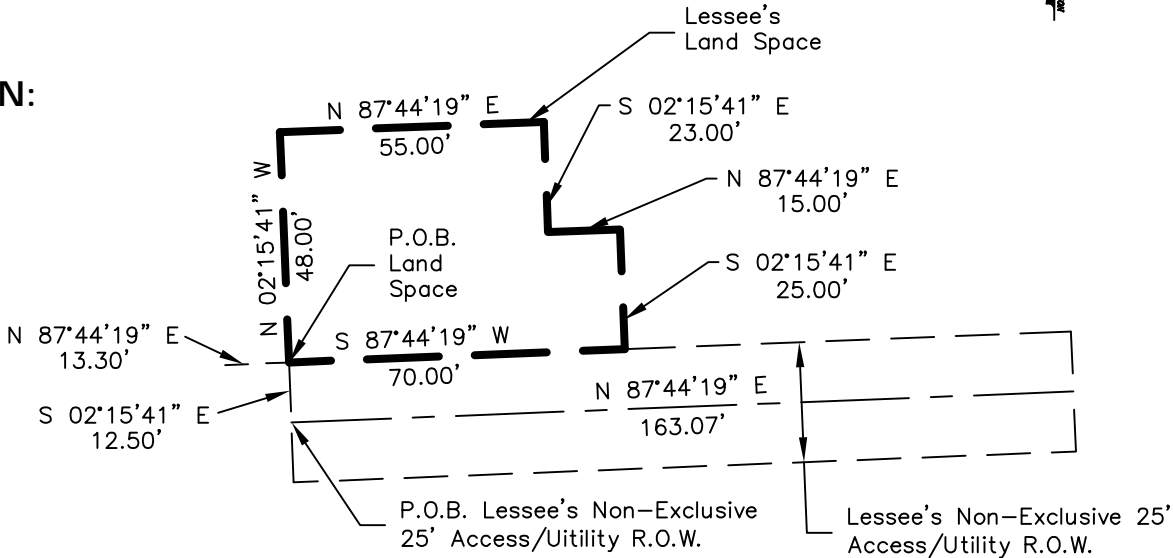 Lessee's
Land Space
N:
N 87°44'19" E
55.00'
S 02°15'41" E
23.00'
N 87°44'19" E
15.00'
N 02°15'41" W
48.00'
P.O.B.
Land
Space
S 02°15'41" E
25.00'
N 87°44'19" E
13.30'
S 87°44'19" W
70.00'
N 87°44'19" E
163.07'
S 02°15'41" E
12.50'
P.O.B. Lessee's Non-Exclusive
25' Access/Uitility R.O.W.
Lessee's Non-Exclusive 25'
Access/Utility R.O.W.